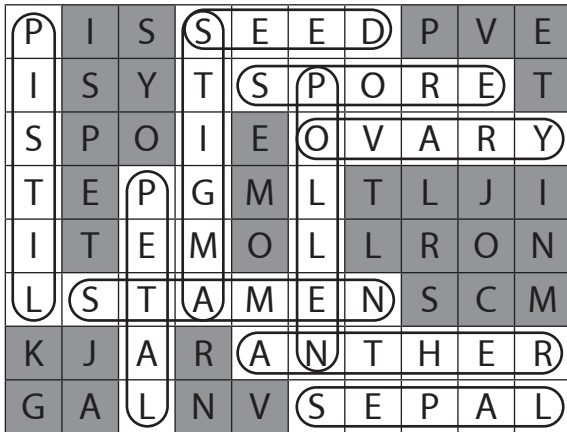 P I S S E E D P V E
I S Y T S P O R E T
S P O I E O V A R Y
T E P G M L T L J I
I T E M O L L R O N
L S T A M E N S C M
K J A R A N T H E R
G A L N V S E P A L